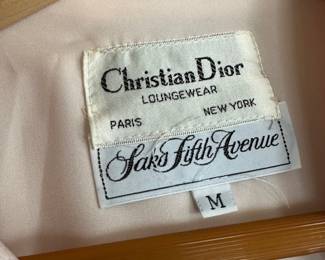 Christian Dior
LOUNGEWEAR
PARIS NEW YORK
Saks Fifth Avenue
M